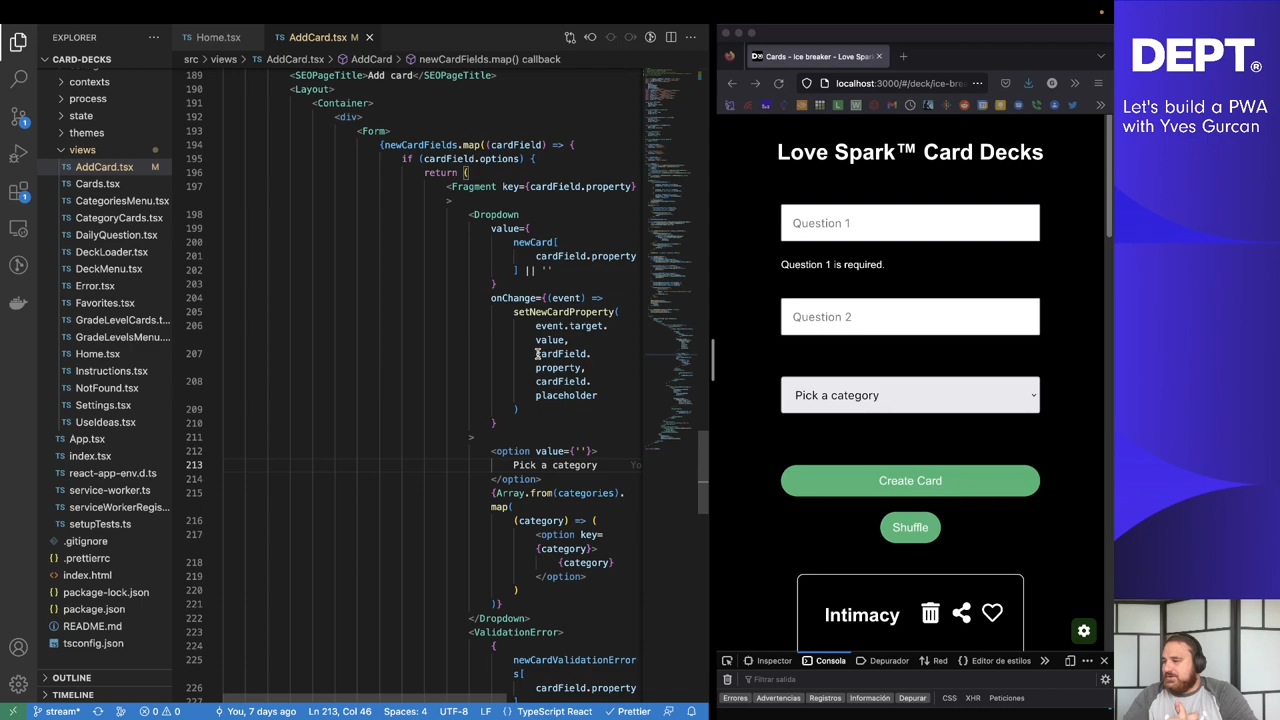 EXPLORER
CARD-DECKS
contexts
process
themes
views
AddCard.tsx M
Cards.tsx
CategoryCards.tsx
DailyQuestion.tsx
DeckLoader.tsx
DeckMenu.tsx
Error.tsx
Favorites.tsx
GradeLevelCards.t...
GradeLevelsMenu...
Home.tsx
Instructions.tsx
NotFound.tsx
Settings.tsx
UseIdeas.tsx
App.tsx
index.tsx
react-app-env.d.ts
service-worker.ts
serviceWorkerRegis...
setupTests.ts
.gitignore
.prettierrc
index.html
package-lock.json
package.json
README.md
tsconfig.json
OUTLINE
TIMELINE
Home.tsx
AddCard.tsx M
src > views > AddCard.tsx > AddCard > newCardFields.map() callback
189 <SEOPageTitle>Add Card</SEOPageTitle>
190 <Layout>
191 <Container>
192 <div>
193 <Form>
194 {newCardFields.map((cardField) => {
195 if (cardField.options) {
196 return (
197 <Fragment key={cardField.property}
>
198 <Dropdown
199 value={
200 newCard[
201 cardField.property
202 ] || ''
203 }
204 onChange={(event) =>
205 setNewCardProperty(
206 event.target.
value,
207 cardField.
property,
208 cardField.
placeholder
209 )
210 }
211 >
212 <option value={''}>
213 Pick a category
214 </option>
215 {Array.from(categories).
map(
216 (category) => (
217 <option key=
{category}>
218 {category}
219 </option>
220 )
221 )}
222 </Dropdown>
223 <ValidationError>
224 {
225 newCardValidationError
s[
226 cardField.property
You, 7 days ago
Ln 213, Col 46
Spaces: 4
UTF-8
LF
TypeScript React
Prettier
Cards - Ice breaker - Love Spar
localhost:3000/#/deck/ice-brea
Love Spark™ Card Decks
Question 1
Question 1 is required.
Question 2
Pick a category
Create Card
Shuffle
Intimacy
Inspector
Consola
Depurador
Red
Editor de estilos
Filtrar salida
Errores
Advertencias
Registros
Información
Depurar
CSS
XHR
Peticiones
DEPT®
Let's build a PWA
with Yves Gurcan